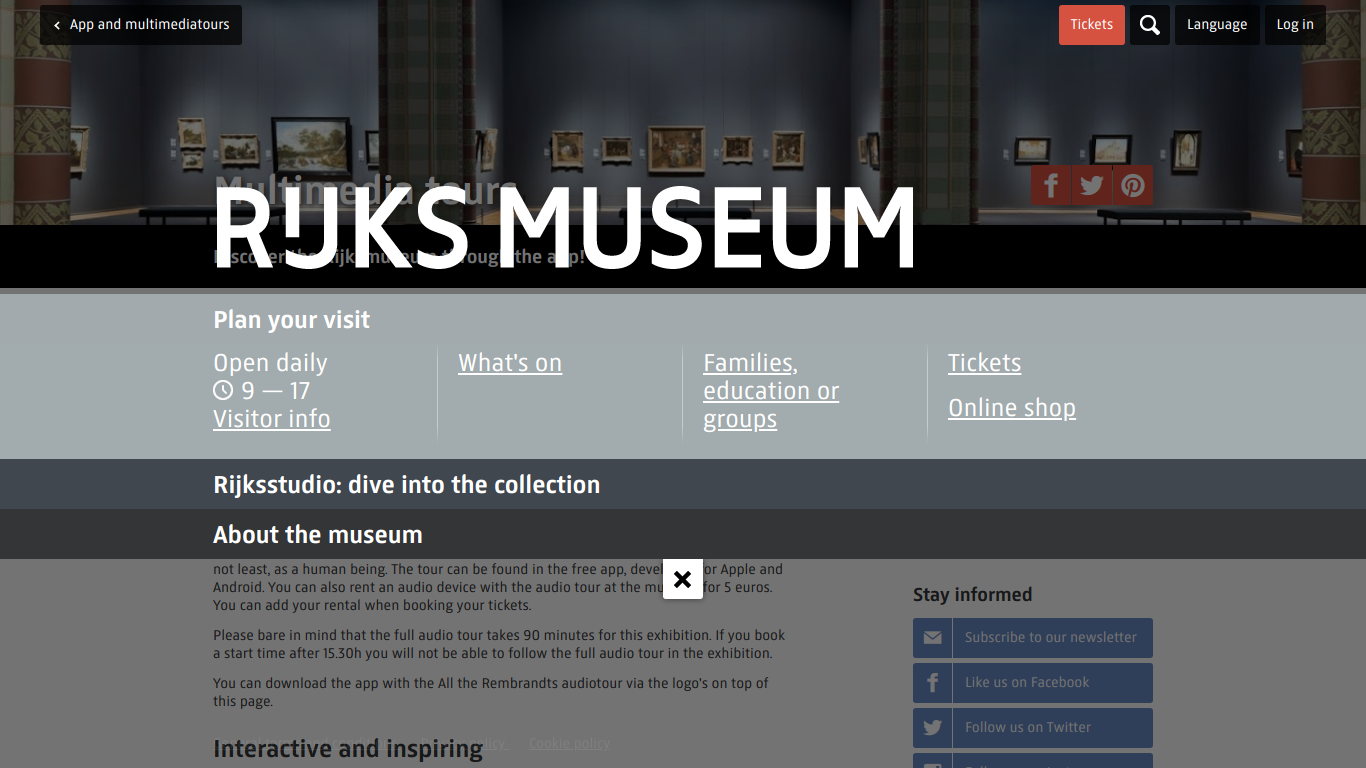 App and multimediatours
Tickets
Language
Log in
Multimedia tours
RIJKS MUSEUM
Discover the Rijksmuseum through the app!
Plan your visit
Open daily
9 — 17
Visitor info
What's on
Families,
education or
groups
Tickets
Online shop
Rijksstudio: dive into the collection
About the museum
not least, as a human being. The tour can be found in the free app, for Apple and
Android. You can also rent an audio device with the audio tour at the for 5 euros.
You can add your rental when booking your tickets.
Please bare in mind that the full audio tour takes 90 minutes for this exhibition. If you book
a start time after 15.30h you will not be able to follow the full audio tour in the exhibition.
You can download the app with the All the Rembrandts audiotour via the logo's on top of
this page.
Interactive and inspiring
policy
Cookie policy
Stay informed
Subscribe to our newsletter
Like us on Facebook
Follow us on Twitter